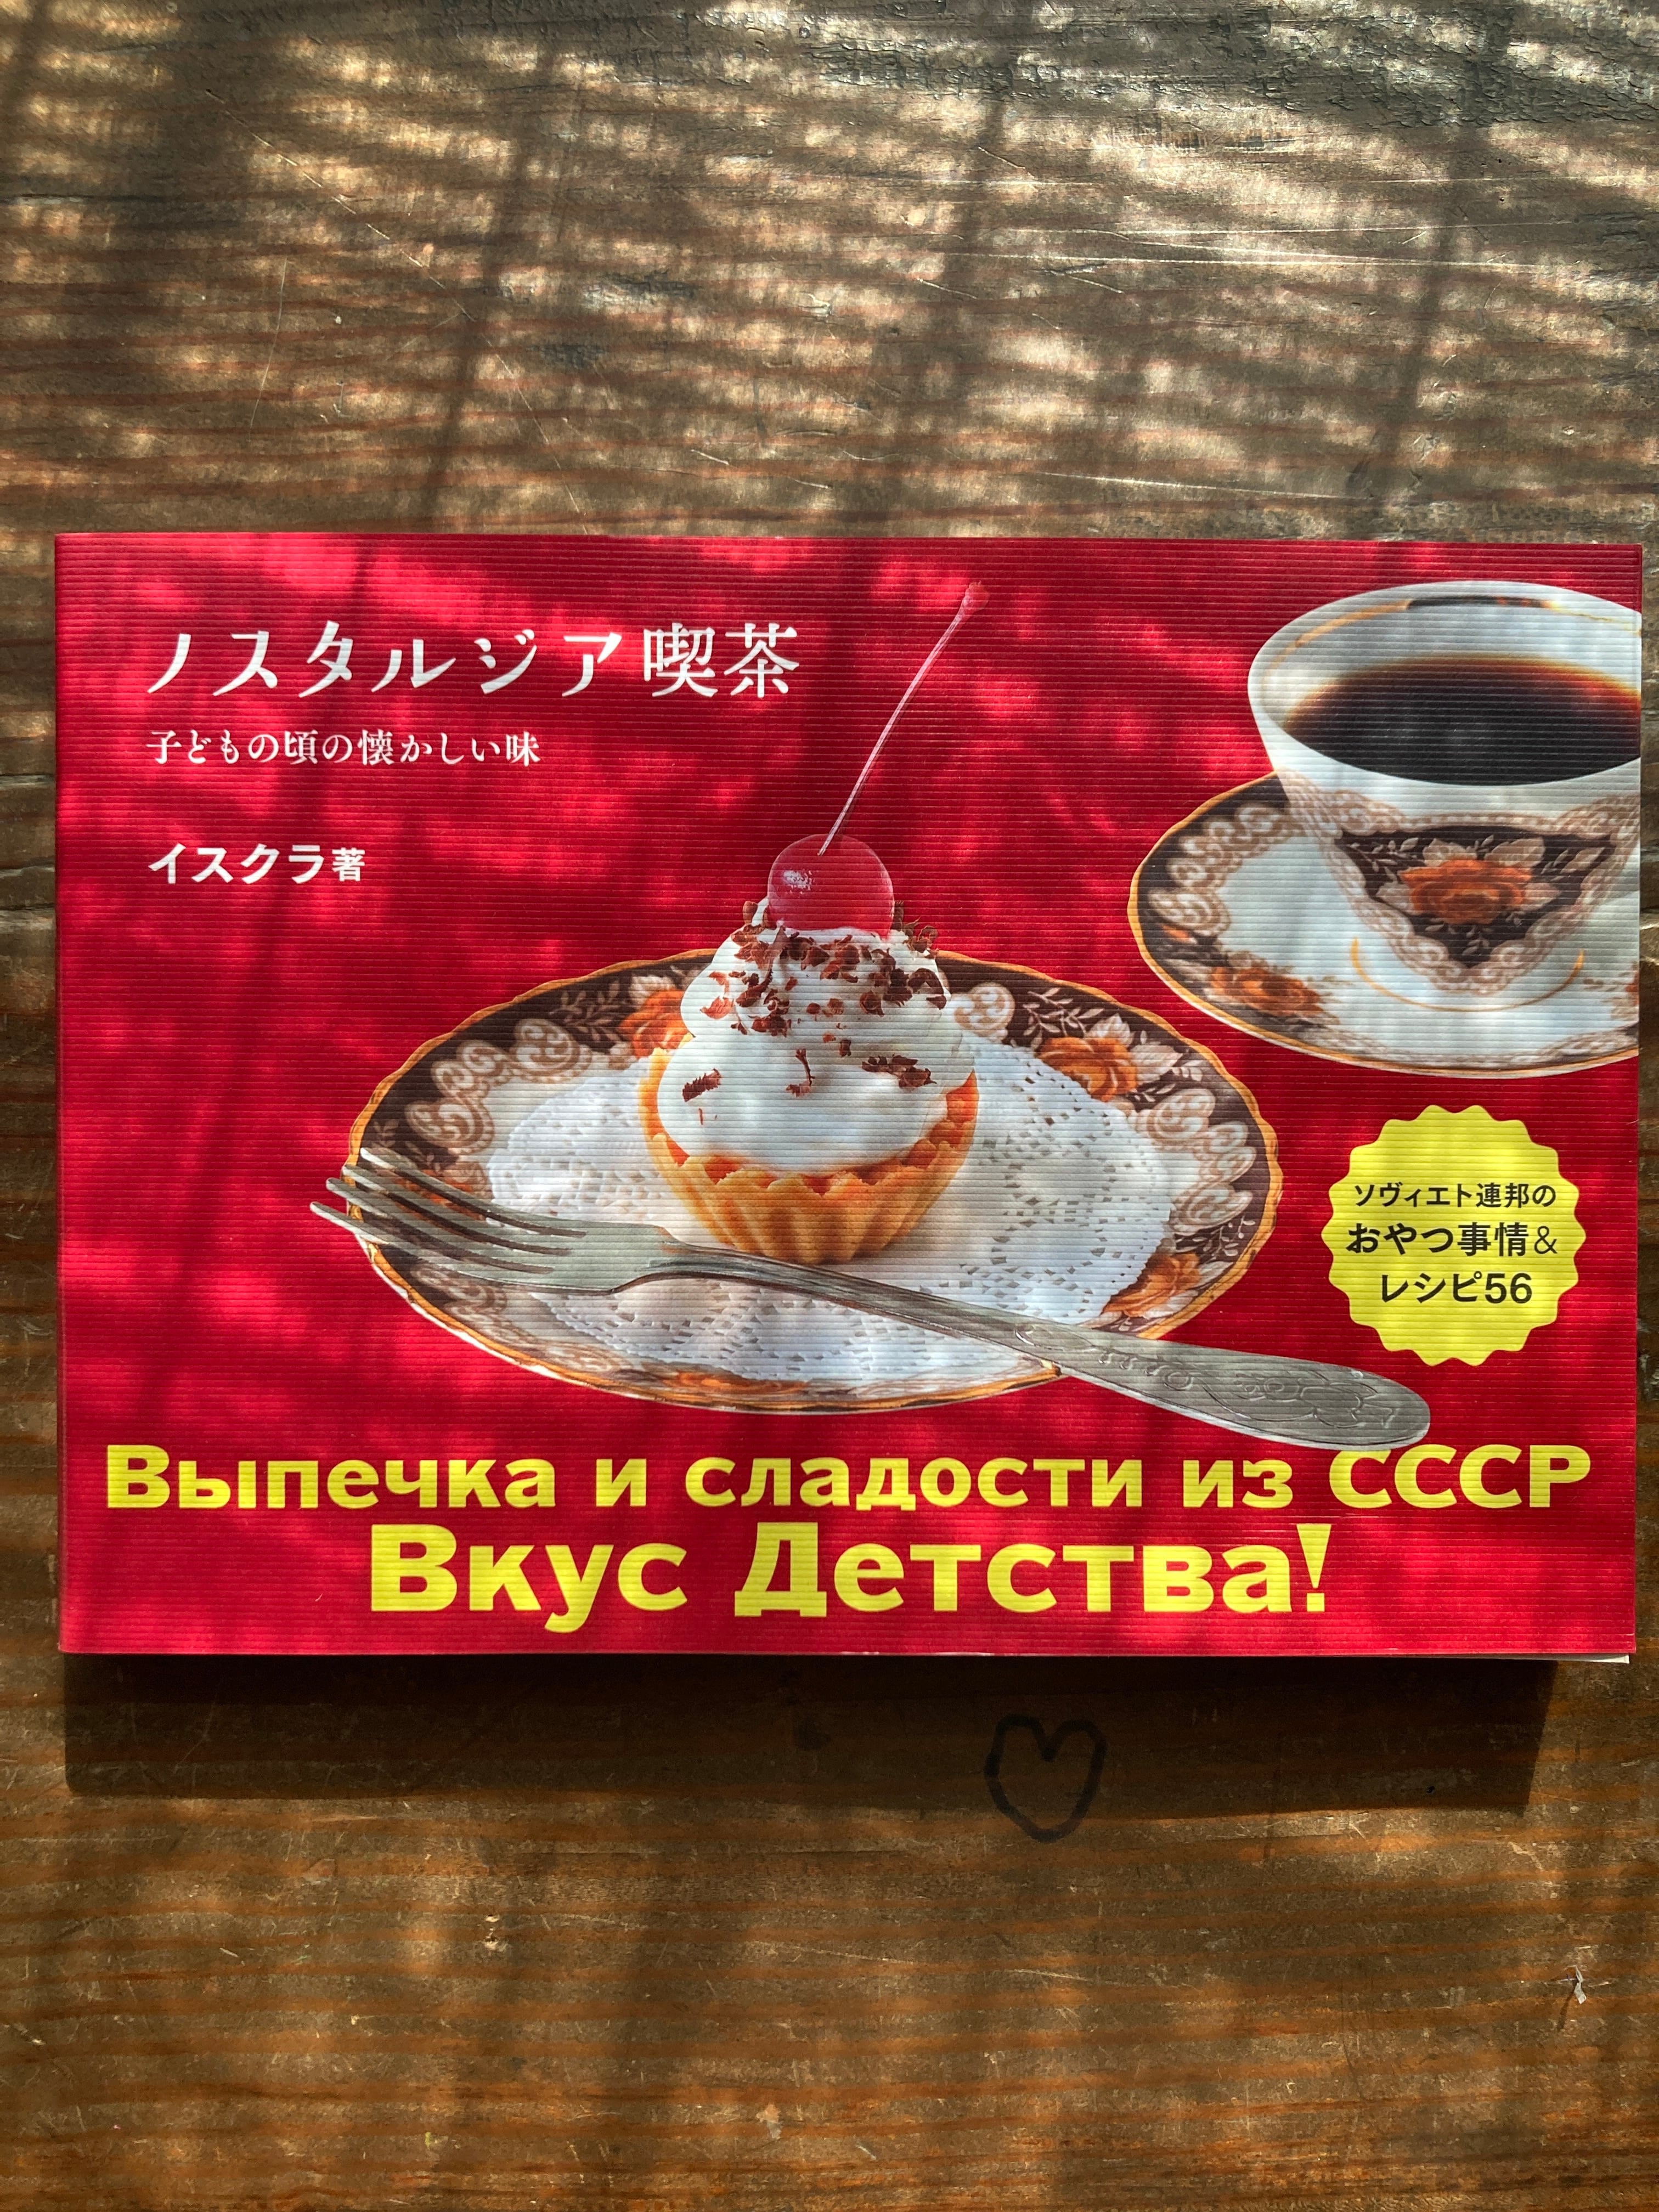 ノスタルジア喫茶
子どもの頃の懐かしい味
イスクラ著
ソヴィエト連邦の
おやつ事情&
レシピ56
Выпечка и сладости из СССР
Вкус Детства!